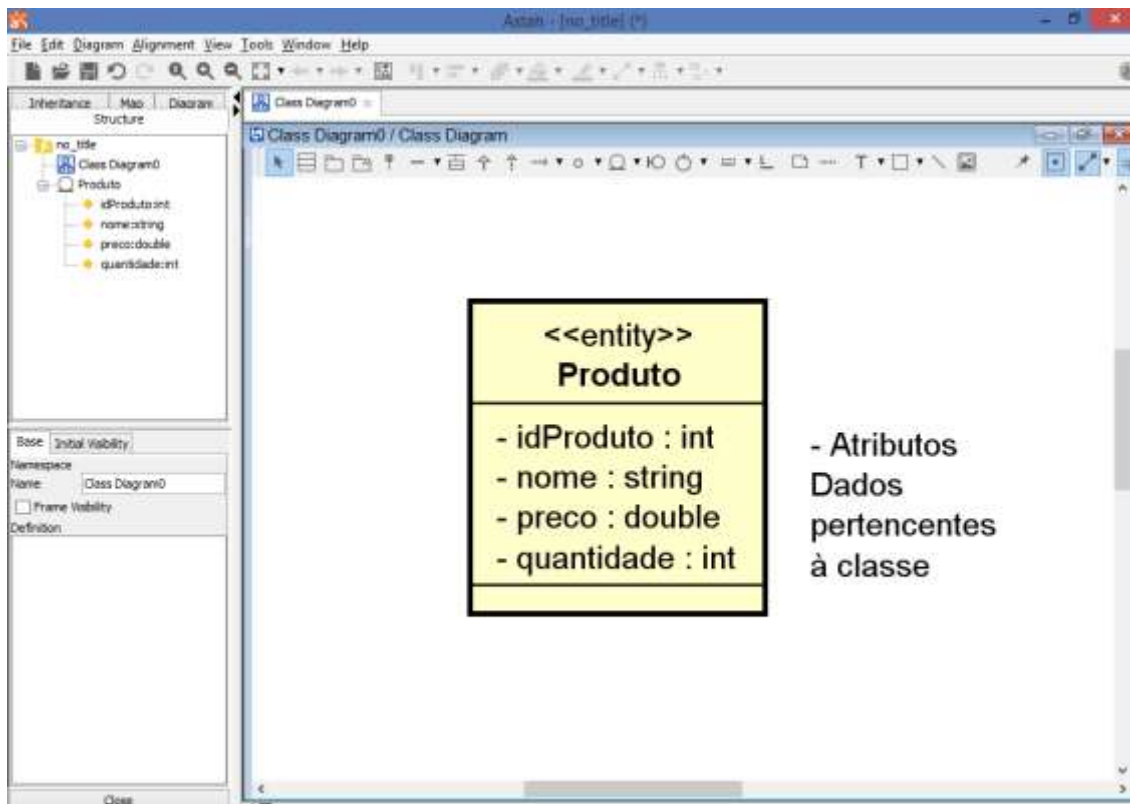 Astah - [no_title] (*)
File Edit Diagram Alignment View Tools Window Help
Inheritance Map Diagram
Structure
no_title
Class Diagram0
Produto
idProduto:int
nome:string
preco:double
quantidade:int
Base Initial Visibility
Namespace
Name Class Diagram0
Frame Visibility
Definition
Close
Class Diagram0
Class Diagram0 / Class Diagram
T
<<entity>>
Produto
- idProduto : int
- nome : string
- preco : double
- quantidade : int
- Atributos
Dados
pertencentes
à classe